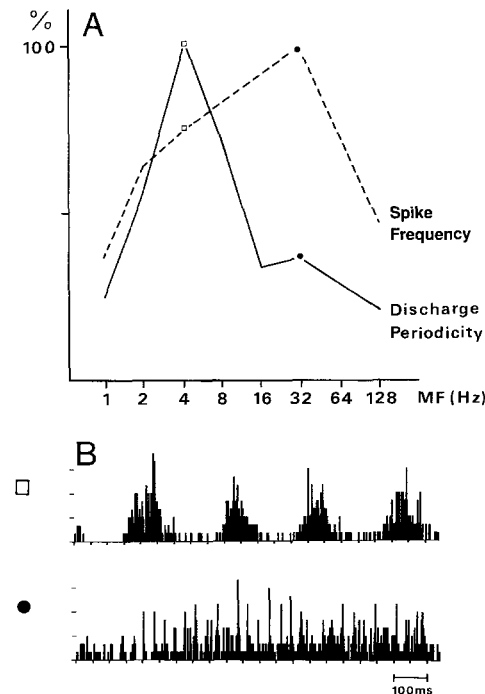 %
A
100
Spike
Frequency
Discharge
Periodicity
1 2 4 8 16 32 64 128 MF (Hz)
B
100ms